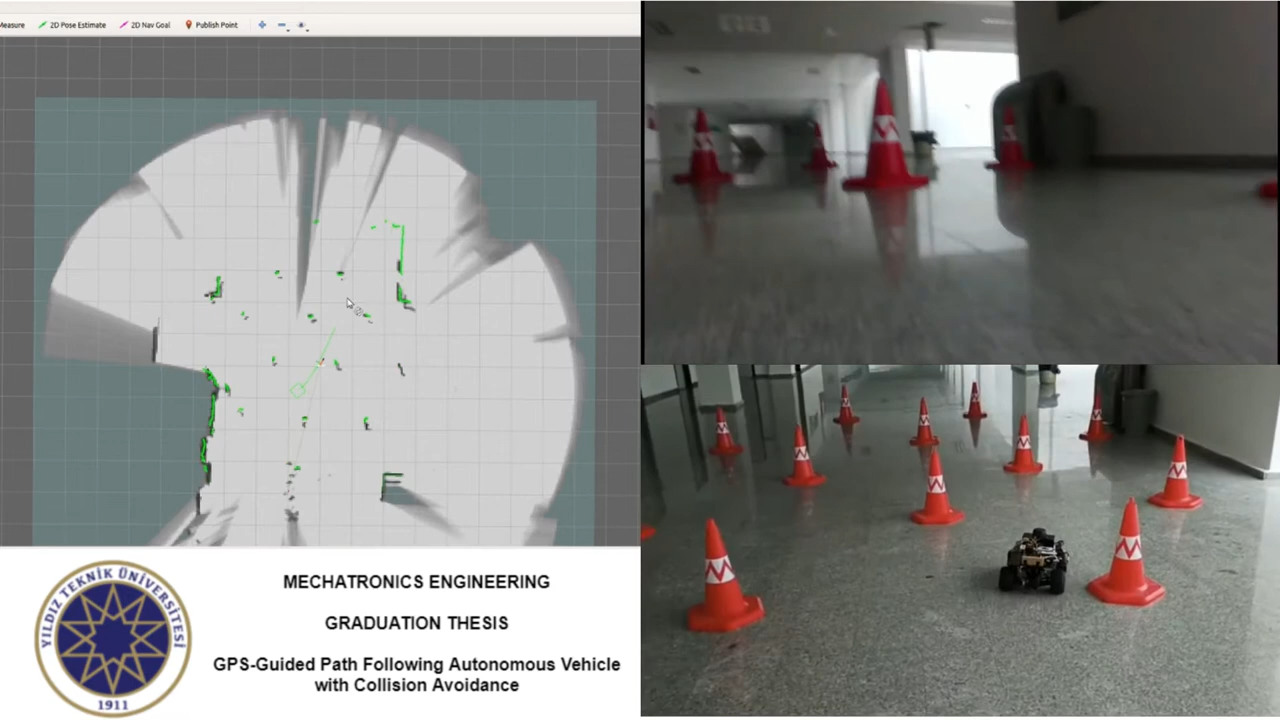 Measure 2D Pose Estimate 2D Nav Goal Publish Point
YILDIZ TEKNİK ÜNİVERSİTESİ
1911
MECHATRONICS ENGINEERING
GRADUATION THESIS
GPS-Guided Path Following Autonomous Vehicle
with Collision Avoidance